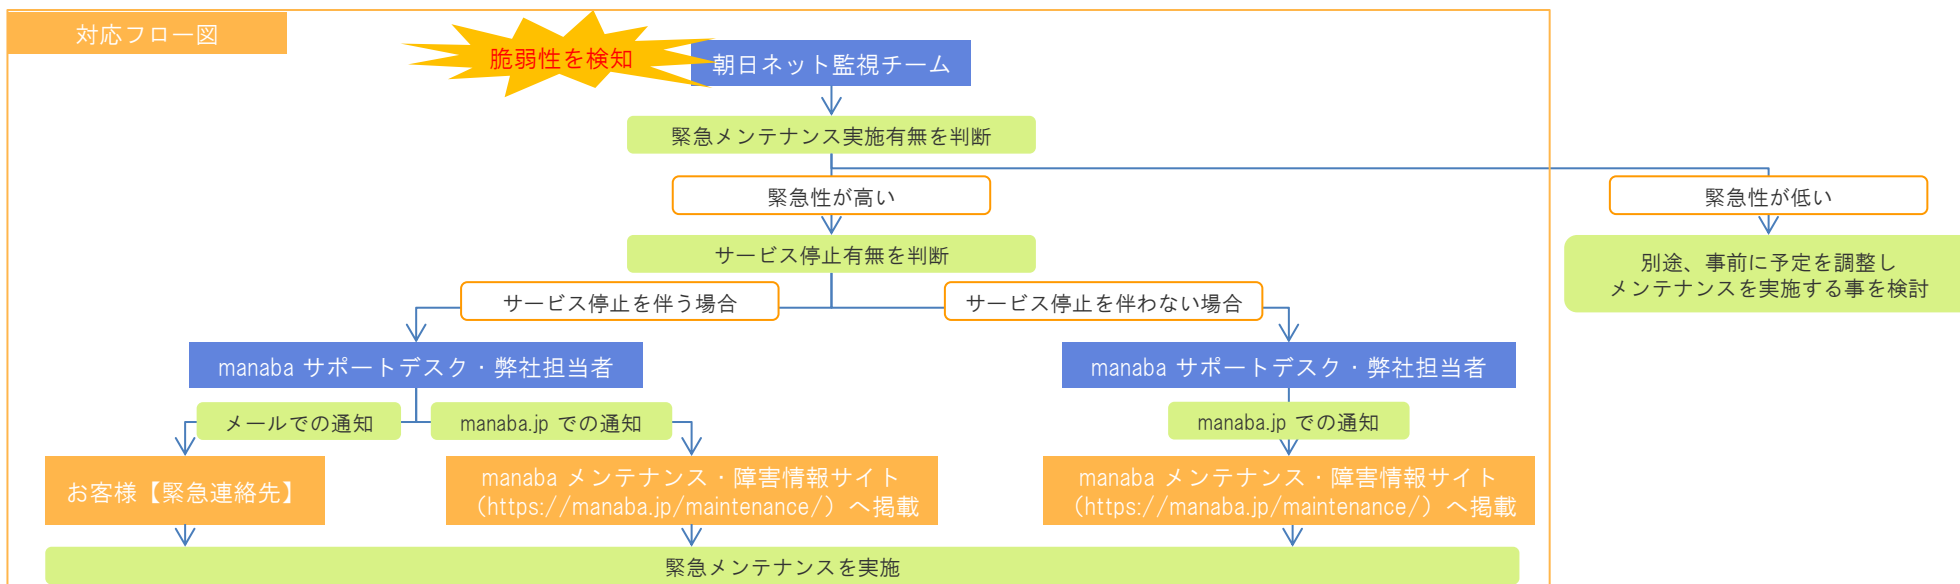 対応フロー図
脆弱性を検知
朝日ネット監視チーム
緊急メンテナンス実施有無を判断
緊急性が高い
緊急性が低い
サービス停止有無を判断
別途、事前に予定を調整し
メンテナンスを実施する事を検討
サービス停止を伴う場合
サービス停止を伴わない場合
manaba サポートデスク・弊社担当者
manaba サポートデスク・弊社担当者
メールでの通知
manaba.jp での通知
manaba.jp での通知
お客様【緊急連絡先】
manaba メンテナンス・障害情報サイト
（https://manaba.jp/maintenance/）へ掲載
manaba メンテナンス・障害情報サイト
（https://manaba.jp/maintenance/）へ掲載
緊急メンテナンスを実施